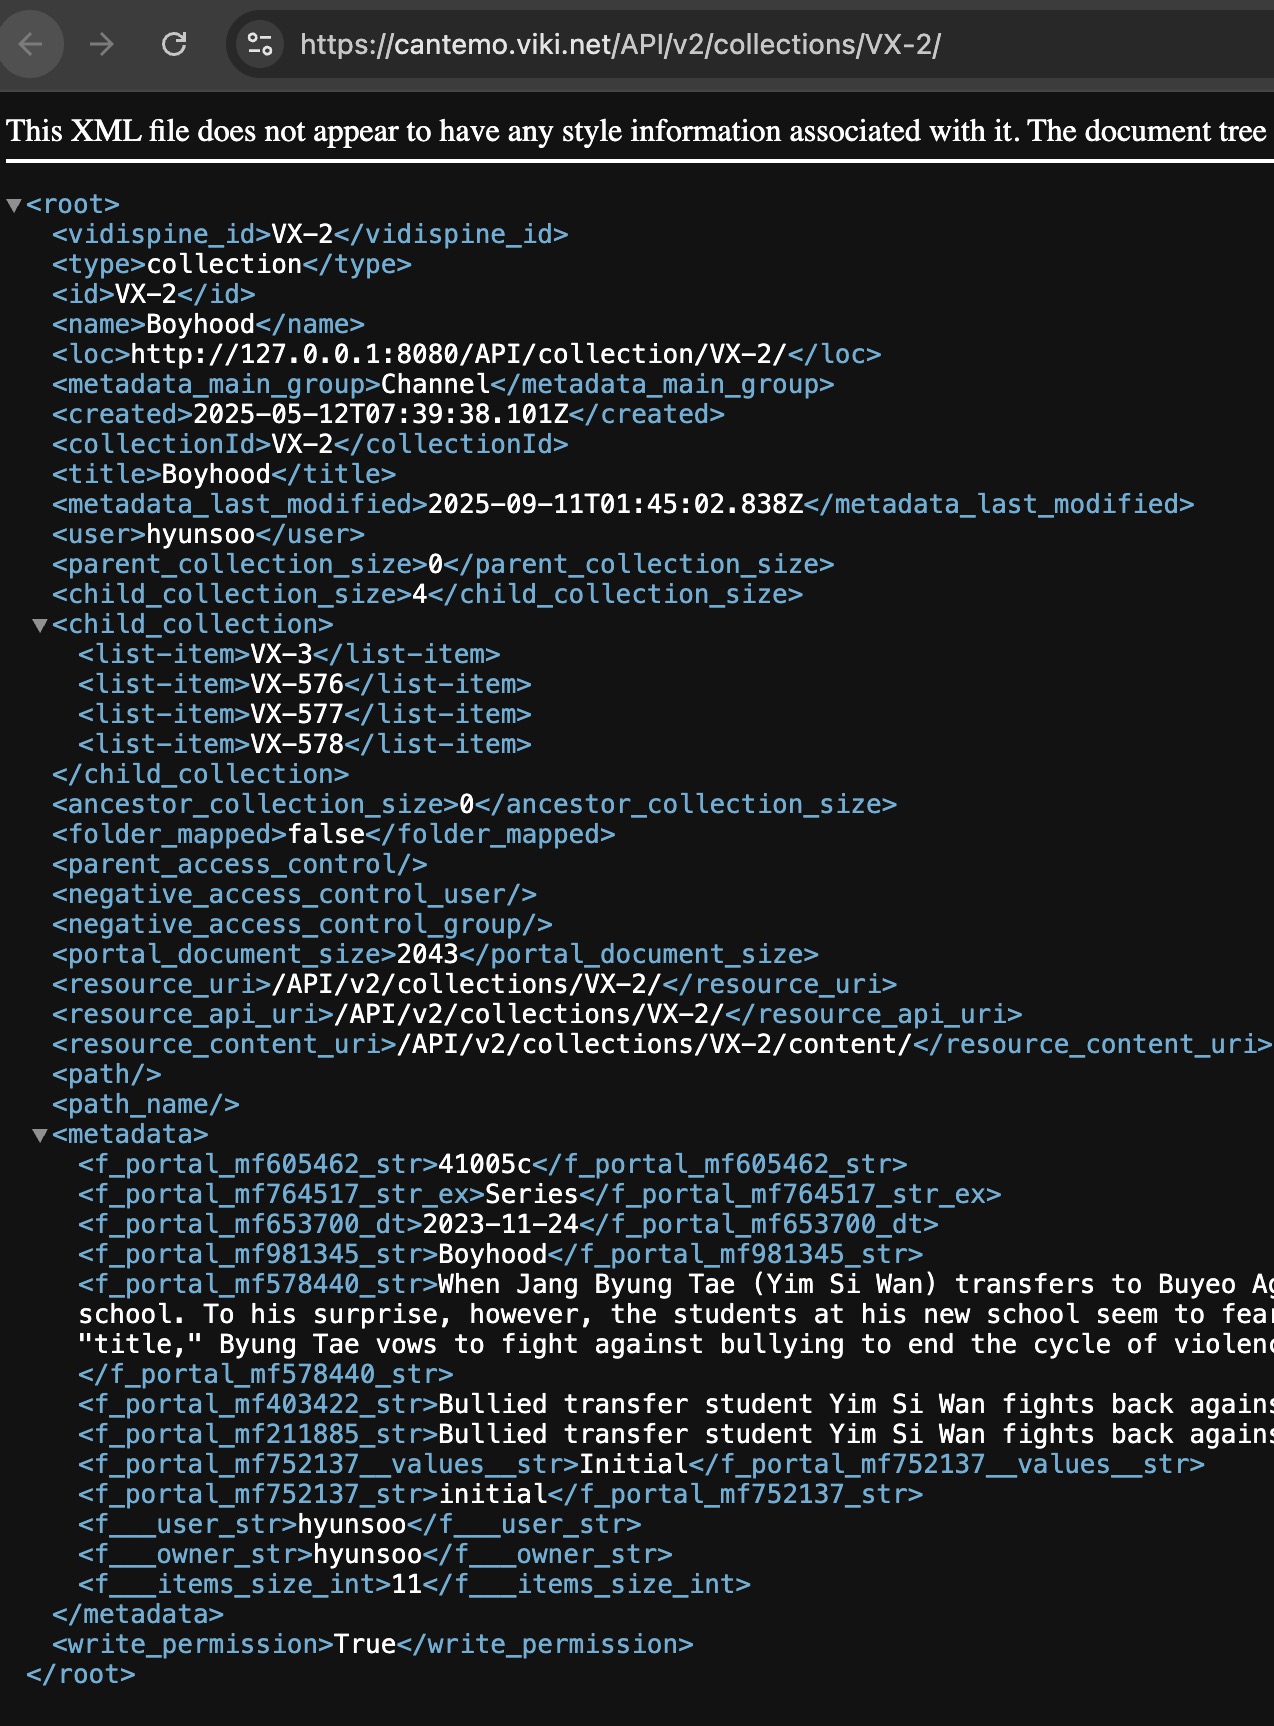 https://cantemo.viki.net/API/v2/collections/VX-2/
This XML file does not appear to have any style information associated with it. The document tree
<root>
<vidispine_id>VX-2</vidispine_id>
<type>collection</type>
<id>VX-2</id>
<name>Boyhood</name>
<loc>http://127.0.0.1:8080/API/collection/VX-2/</loc>
<metadata_main_group>Channel</metadata_main_group>
<created>2025-05-12T07:39:38.101Z</created>
<collectionId>VX-2</collectionId>
<title>Boyhood</title>
<metadata_last_modified>2025-09-11T01:45:02.838Z</metadata_last_modified>
<user>hyunsoo</user>
<parent_collection_size>0</parent_collection_size>
<child_collection_size>4</child_collection_size>
<child_collection>
<list-item>VX-3</list-item>
<list-item>VX-576</list-item>
<list-item>VX-577</list-item>
<list-item>VX-578</list-item>
</child_collection>
<ancestor_collection_size>0</ancestor_collection_size>
<folder_mapped>false</folder_mapped>
<parent_access_control/>
<negative_access_control_user/>
<negative_access_control_group/>
<portal_document_size>2043</portal_document_size>
<resource_uri>/API/v2/collections/VX-2/</resource_uri>
<resource_api_uri>/API/v2/collections/VX-2/</resource_api_uri>
<resource_content_uri>/API/v2/collections/VX-2/content/</resource_content_uri>
<path/>
<path_name/>
<metadata>
<f_portal_mf605462_str>41005c</f_portal_mf605462_str>
<f_portal_mf764517_str_ex>Series</f_portal_mf764517_str_ex>
<f_portal_mf653700_dt>2023-11-24</f_portal_mf653700_dt>
<f_portal_mf981345_str>Boyhood</f_portal_mf981345_str>
<f_portal_mf578440_str>When Jang Byung Tae (Yim Si Wan) transfers to Buyeo Ag
school. To his surprise, however, the students at his new school seem to fear
"title," Byung Tae vows to fight against bullying to end the cycle of violenc
</f_portal_mf578440_str>
<f_portal_mf403422_str>Bullied transfer student Yim Si Wan fights back agains
<f_portal_mf211885_str>Bullied transfer student Yim Si Wan fights back agains
<f_portal_mf752137__values__str>Initial</f_portal_mf752137__values__str>
<f_portal_mf752137_str>initial</f_portal_mf752137_str>
<f___user_str>hyunsoo</f___user_str>
<f___owner_str>hyunsoo</f___owner_str>
<f___items_size_int>11</f___items_size_int>
</metadata>
<write_permission>True</write_permission>
</root>